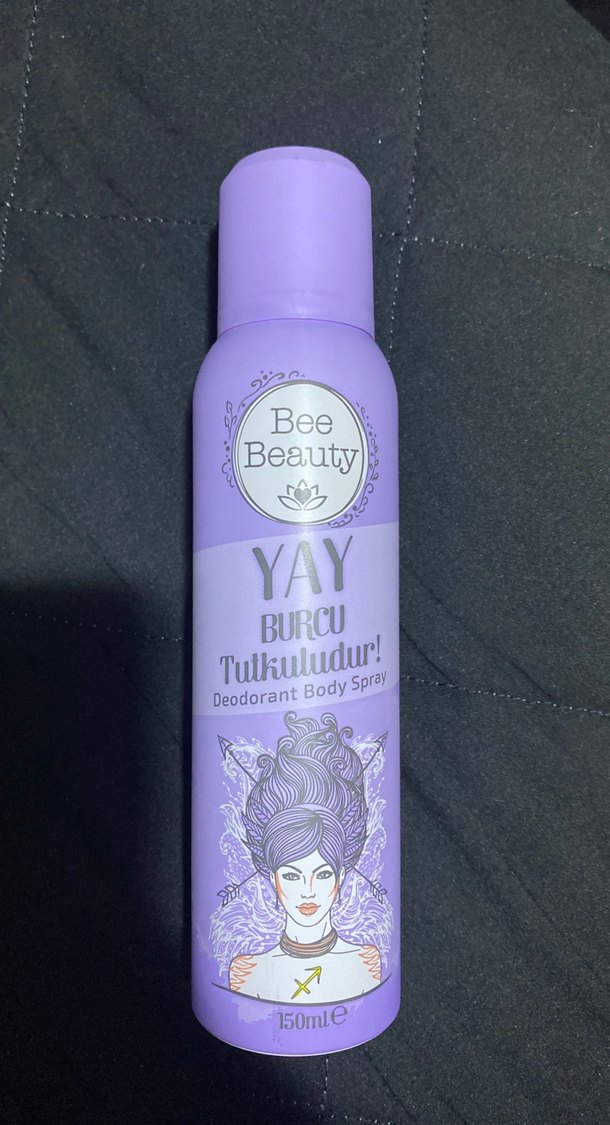 Bee
Beauty
YAY
BURCU
Tutkuludur!
Deodorant Body Spray
150ml e